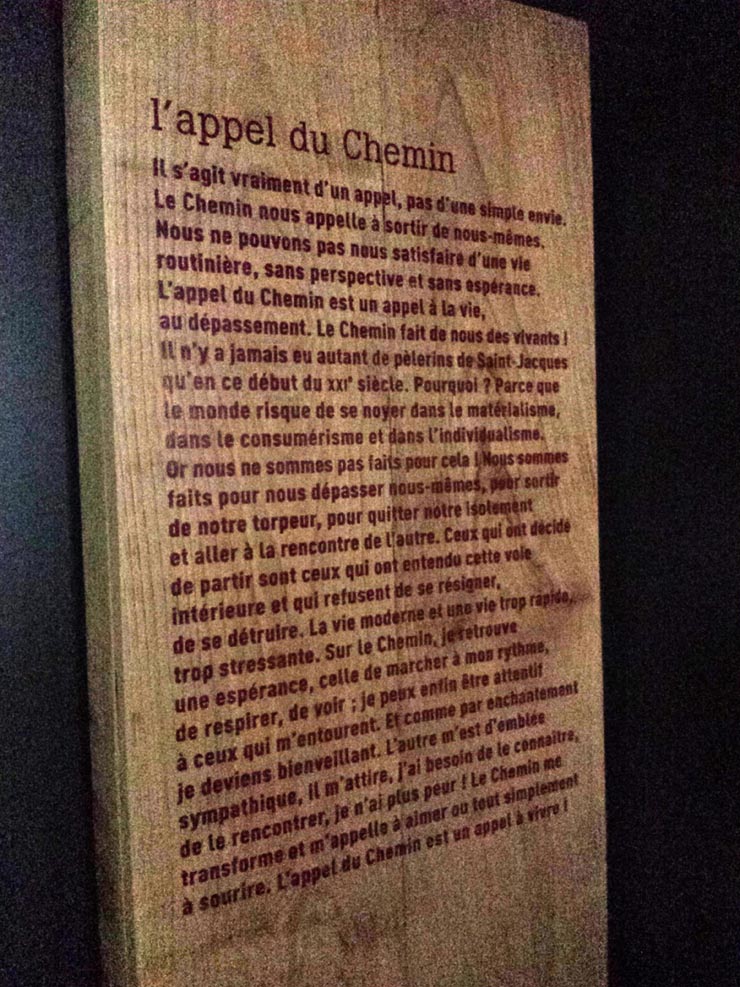 l'appel du Chemin
Il s'agit vraiment d'un appel, pas d'une simple envie.
Le Chemin nous appelle à sortir de nous-mêmes.
Nous ne pouvons pas nous satisfaire d'une vie
routinière, sans perspective et sans espérance.
L'appel du Chemin est un appel à la vie,
au dépassement. Le Chemin fait de nous des vivants !
Il n'y a jamais eu autant de pèlerins de Saint-Jacques
qu'en ce début du XXIe siècle. Pourquoi ? Parce que
le monde risque de se noyer dans le matérialisme,
dans le consumérisme et dans l'individualisme.
Or nous ne sommes pas faits pour cela ! Nous sommes
faits pour nous dépasser nous-mêmes, pour sortir
de notre torpeur, pour quitter notre isolement
et aller à la rencontre de l'autre. Ceux qui ont décidé
de partir sont ceux qui ont entendu cette voie
intérieure et qui refusent de se résigner,
de se détruire. La vie moderne et une vie trop rapide,
trop stressante. Sur le Chemin, je retrouve
une espérance, celle de marcher à mon rythme,
de respirer, de voir ; je peux enfin être attentif
à ceux qui m'entourent. Et comme par enchantement
je deviens bienveillant. L'autre m'est d'emblée
sympathique, il m'attire, j'ai besoin de le connaitre,
de le rencontrer, je n'ai plus peur ! Le Chemin me
transforme et m'appelle à aimer ou tout simplement
à sourire. L'appel du Chemin est un appel à vivre !